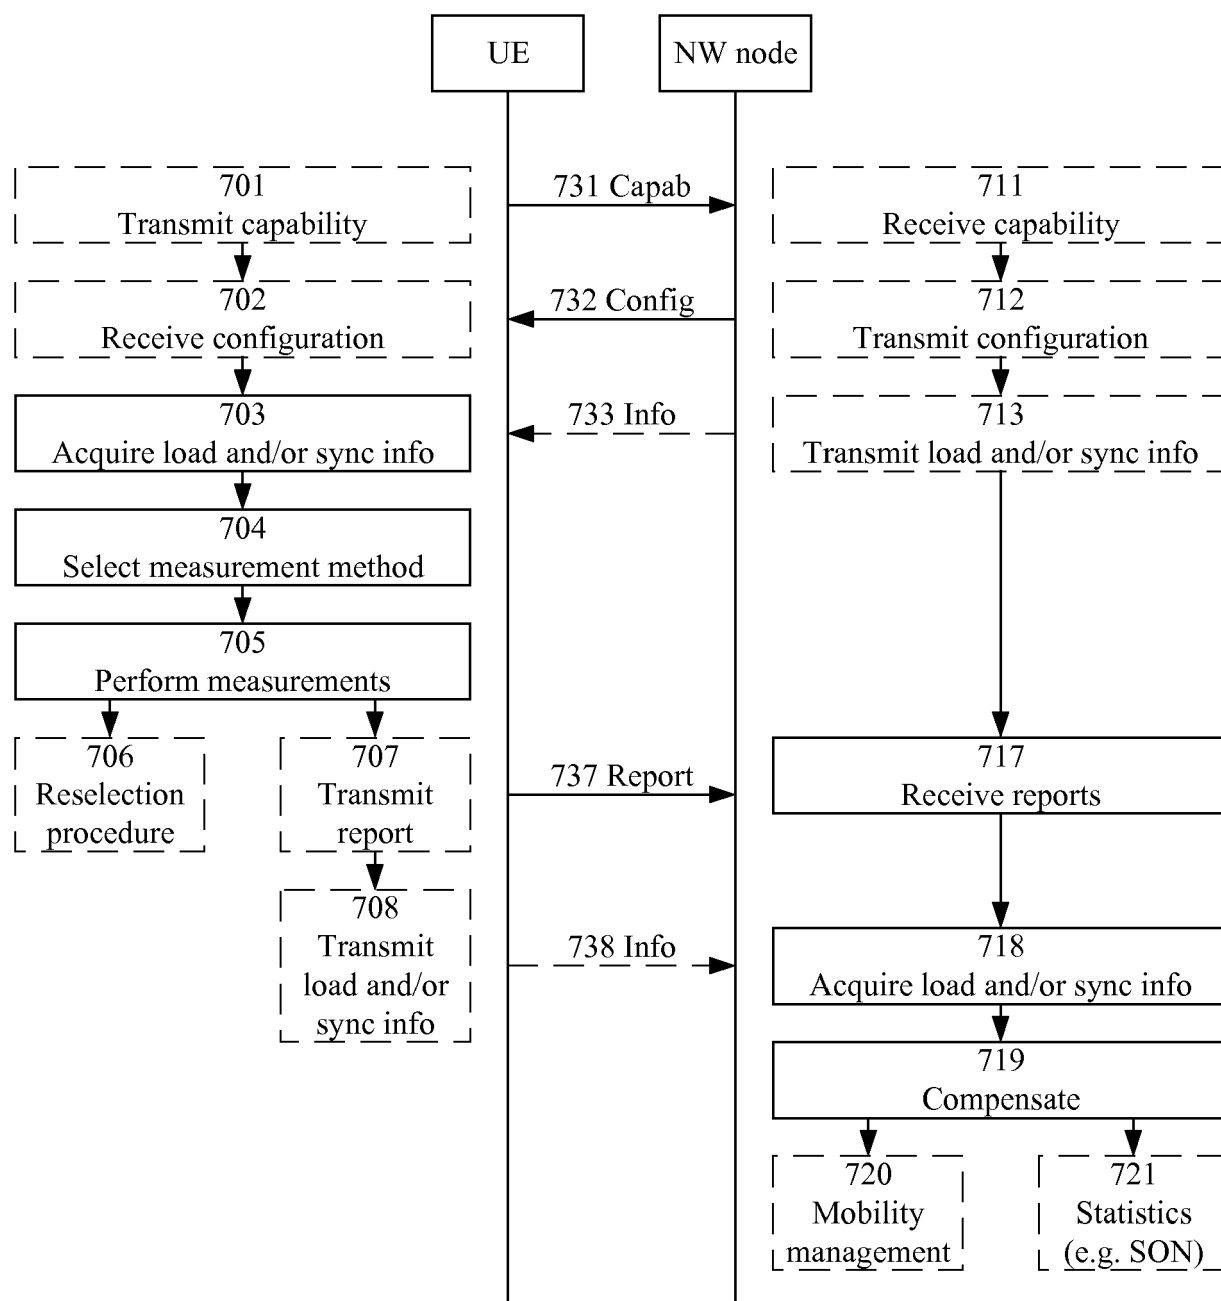 UE
NW node
701
Transmit capability
731 Capab
711
Receive capability
702
Receive configuration
732 Config
712
Transmit configuration
703
Acquire load and/or sync info
733 Info
713
Transmit load and/or sync info
704
Select measurement method
705
Perform measurements
706
Reselection
procedure
707
Transmit
report
737 Report
717
Receive reports
708
Transmit
load and/or
sync info
738 Info
718
Acquire load and/or sync info
719
Compensate
720
Mobility
management
721
Statistics
(e.g. SON)